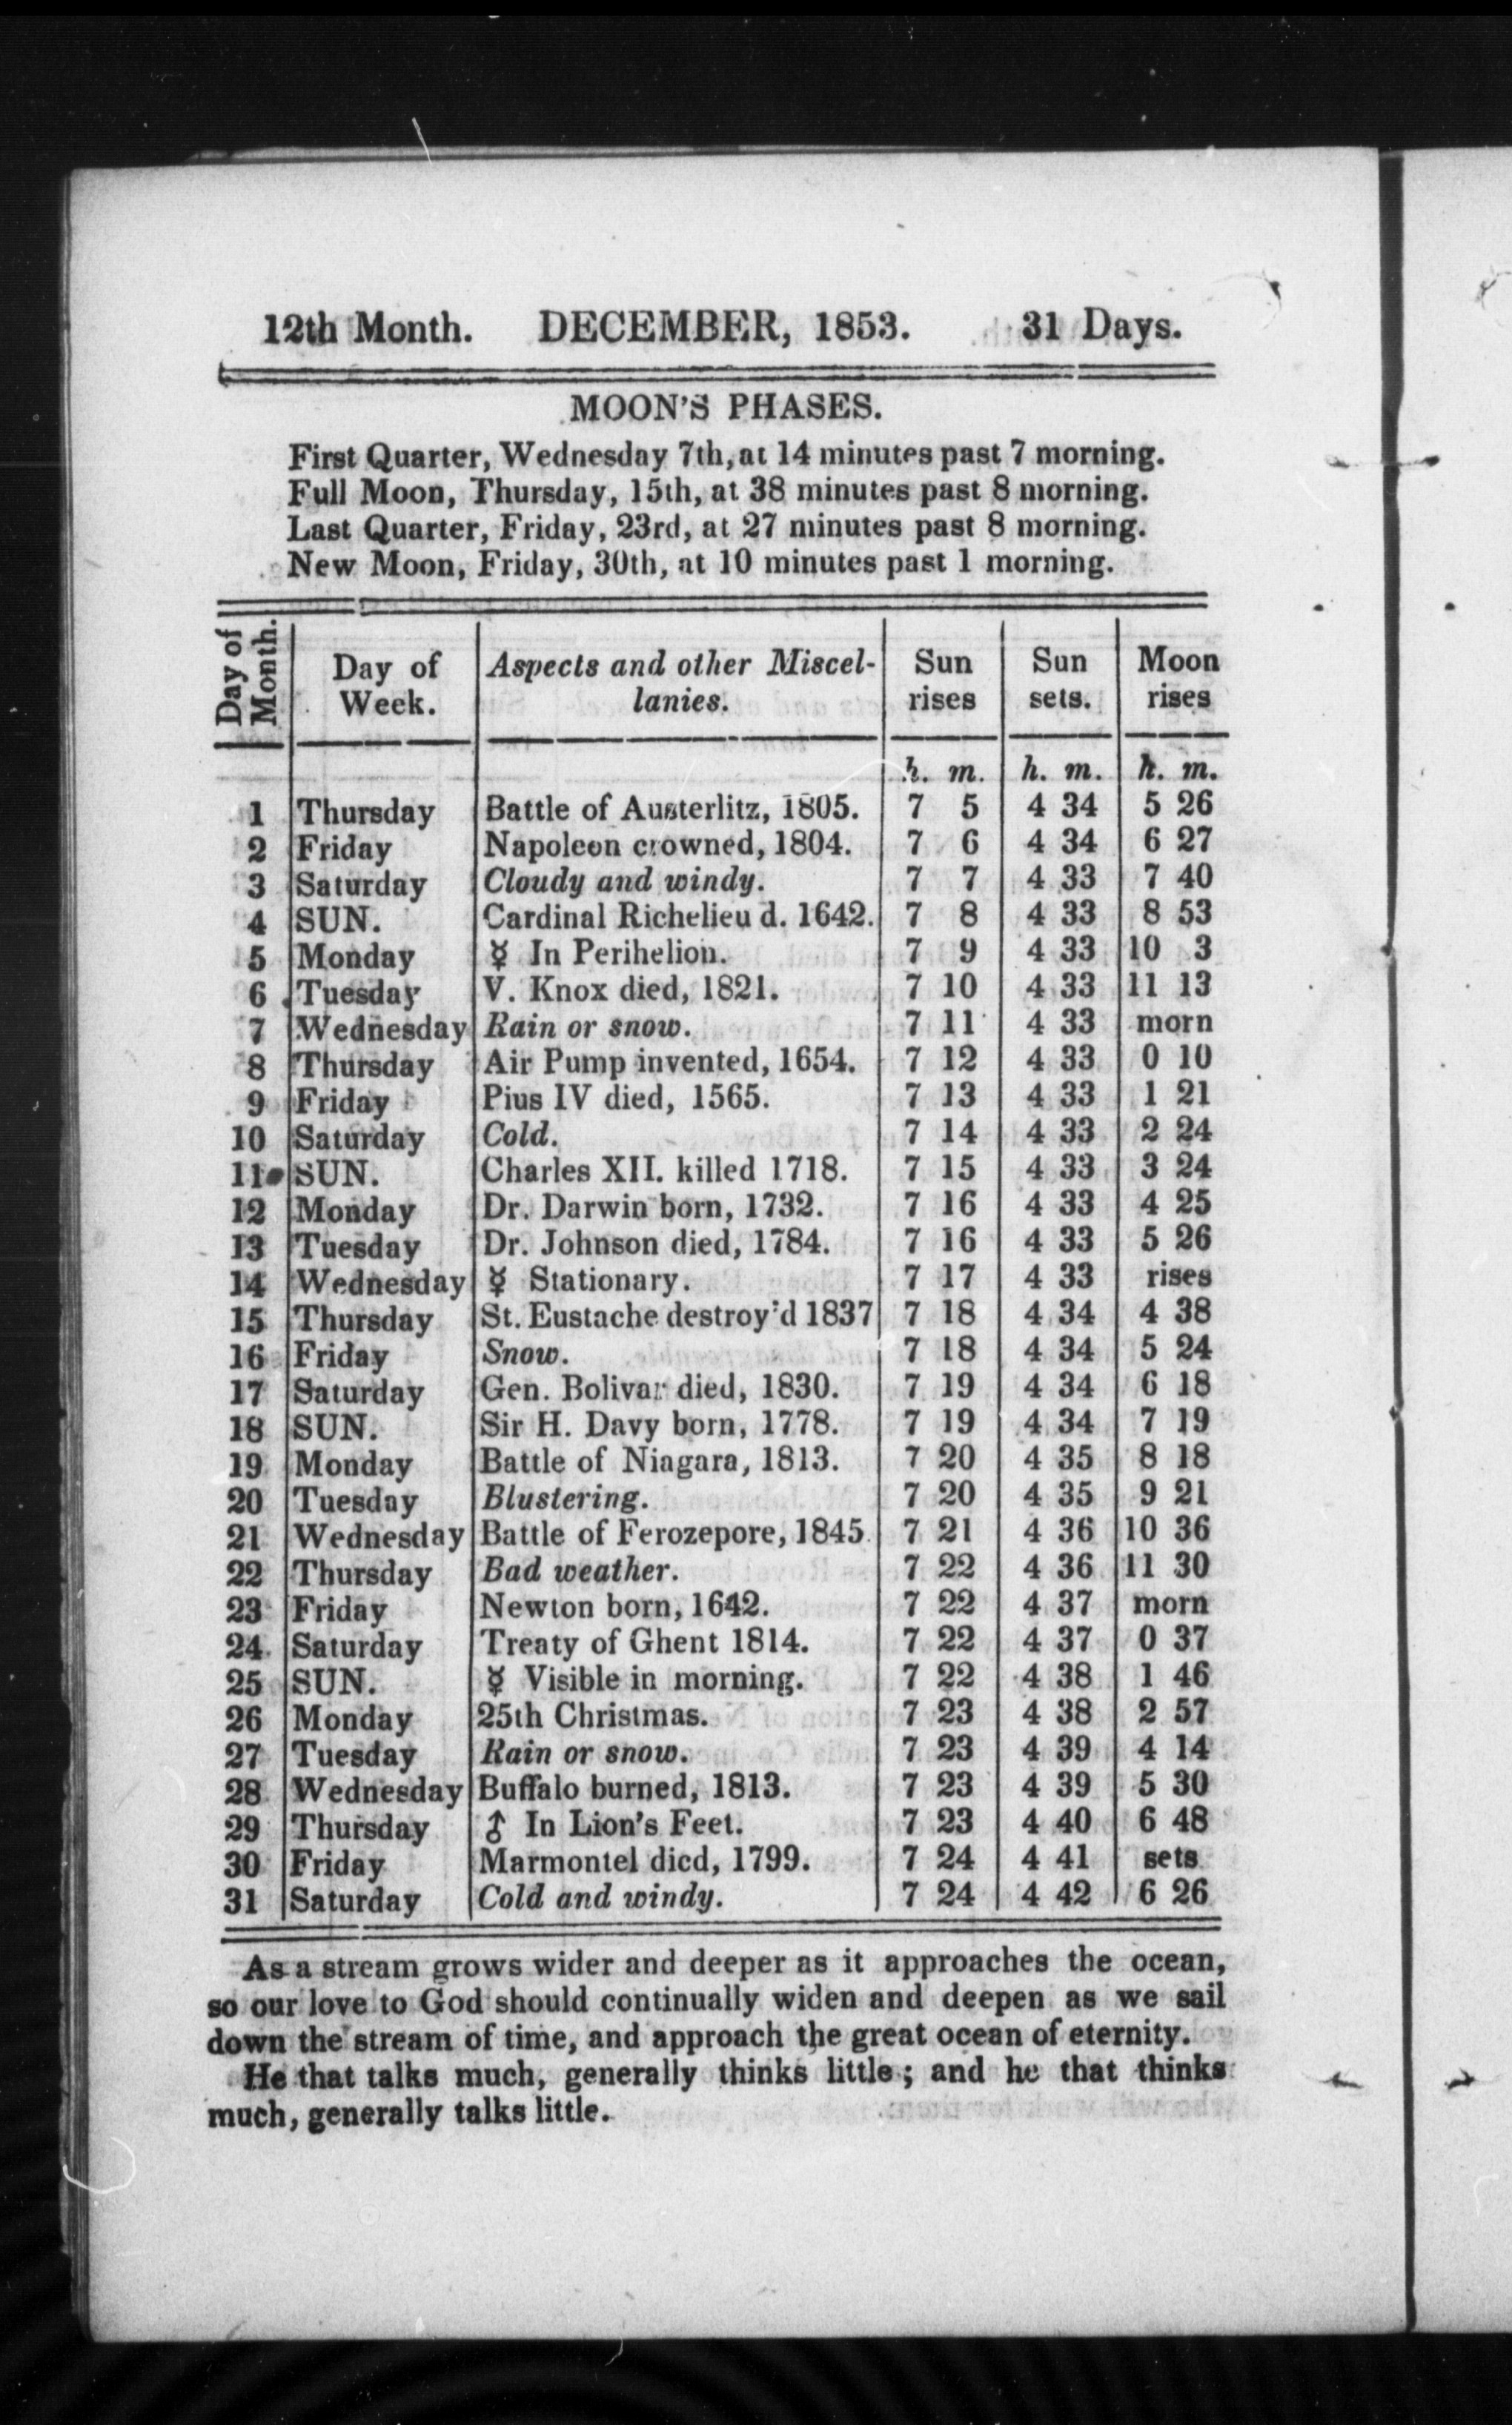 12th Month. DECEMBER, 1853. 31 Days.
MOON'S PHASES.
First Quarter, Wednesday 7th, at 14 minutes past 7 morning.
Full Moon, Thursday, 15th, at 38 minutes past 8 morning.
Last Quarter, Friday, 23rd, at 27 minutes past 8 morning.
New Moon, Friday, 30th, at 10 minutes past 1 morning.
Day of Month. Day of Week. Aspects and other Miscel-lanies. Sun rises Sun sets. Moon rises
h. m. h. m. h. m.
1 Thursday Battle of Austerlitz, 1805. 7 5 4 34 5 26
2 Friday Napoleon crowned, 1804. 7 6 4 34 6 27
3 Saturday Cloudy and windy. 7 7 4 33 7 40
4 SUN. Cardinal Richelieu d. 1642. 7 8 4 33 8 53
5 Monday ☿ In Perihelion. 7 9 4 33 10 3
6 Tuesday V. Knox died, 1821. 7 10 4 33 11 13
7 Wednesday Rain or snow. 7 11 4 33 morn
8 Thursday Air Pump invented, 1654. 7 12 4 33 0 10
9 Friday Pius IV died, 1565. 7 13 4 33 1 21
10 Saturday Cold. 7 14 4 33 2 24
11 SUN. Charles XII. killed 1718. 7 15 4 33 3 24
12 Monday Dr. Darwin born, 1732. 7 16 4 33 4 25
13 Tuesday Dr. Johnson died, 1784. 7 16 4 33 5 26
14 Wednesday ☿ Stationary. 7 17 4 33 rises
15 Thursday St. Eustache destroy'd 1837 7 18 4 34 4 38
16 Friday Snow. 7 18 4 34 5 24
17 Saturday Gen. Bolivar died, 1830. 7 19 4 34 6 18
18 SUN. Sir H. Davy born, 1778. 7 19 4 34 7 19
19 Monday Battle of Niagara, 1813. 7 20 4 35 8 18
20 Tuesday Blustering. 7 20 4 35 9 21
21 Wednesday Battle of Ferozepore, 1845. 7 21 4 36 10 36
22 Thursday Bad weather. 7 22 4 36 11 30
23 Friday Newton born, 1642. 7 22 4 37 morn
24 Saturday Treaty of Ghent 1814. 7 22 4 37 0 37
25 SUN. ☿ Visible in morning. 7 22 4 38 1 46
26 Monday 25th Christmas. 7 23 4 38 2 57
27 Tuesday Rain or snow. 7 23 4 39 4 14
28 Wednesday Buffalo burned, 1813. 7 23 4 39 5 30
29 Thursday ♂ In Lion's Feet. 7 23 4 40 6 48
30 Friday Marmontel died, 1799. 7 24 4 41 sets
31 Saturday Cold and windy. 7 24 4 42 6 26
As a stream grows wider and deeper as it approaches the ocean,
so our love to God should continually widen and deepen as we sail
down the stream of time, and approach the great ocean of eternity.
He that talks much, generally thinks little; and he that thinks
much, generally talks little.